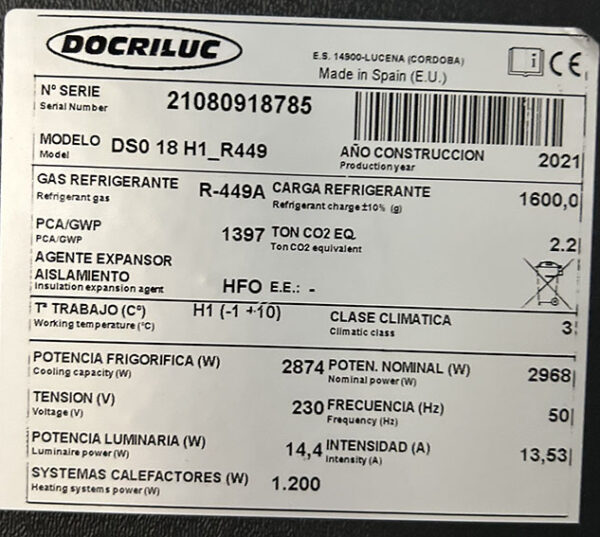 DOCRILUC
E.S. 14900-LUCENA (CORDOBA)
Made in Spain (E.U.)
CE
Nº SERIE 21080918785
Serial Number
MODELO DS0 18 H1_R449 AÑO CONSTRUCCION 2021
Model Production year
GAS REFRIGERANTE R-449A CARGA REFRIGERANTE 1600,0
Refrigerant gas Refrigerant charge±10% (g)
PCA/GWP 1397 TON CO2 EQ. 2.2
PCA/GWP Ton CO2 equivalent
AGENTE EXPANSOR
AISLAMIENTO HFO E.E.: -
Insulation expansion agent
Tª TRABAJO (Cº) H1 (-1 +10) CLASE CLIMATICA 3
Working temperature (ºC) Climatic class
POTENCIA FRIGORIFICA (W) 2874 POTEN. NOMINAL (W) 2968
Cooling capacity (W) Nominal power (W)
TENSION (V) 230 FRECUENCIA (Hz) 50
Voltage (V) Frequency (Hz)
POTENCIA LUMINARIA (W) 14,4 INTENSIDAD (A) 13,53
Luminaire power (W) Intensity (A)
SYSTEMAS CALEFACTORES (W) 1.200
Heating systems power (W)